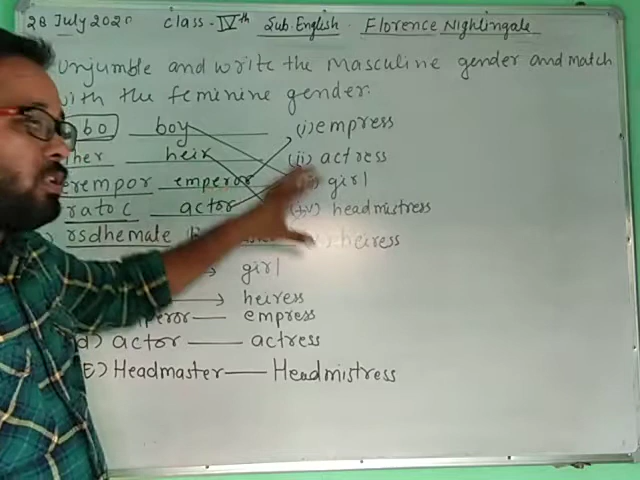 28 July 2020 Class - IVth Sub. English. Florence Nightingale
unjumble and write the masculine gender and match
with the feminine gender.
bo boy (i) empress
her heir (ii) actress
erempor emperor girl
ratoc actor (iv) headmistress
rsdhemate heiress
→ girl
→ heiress
peror — empress
d) actor — actress
E) Headmaster — Headmistress